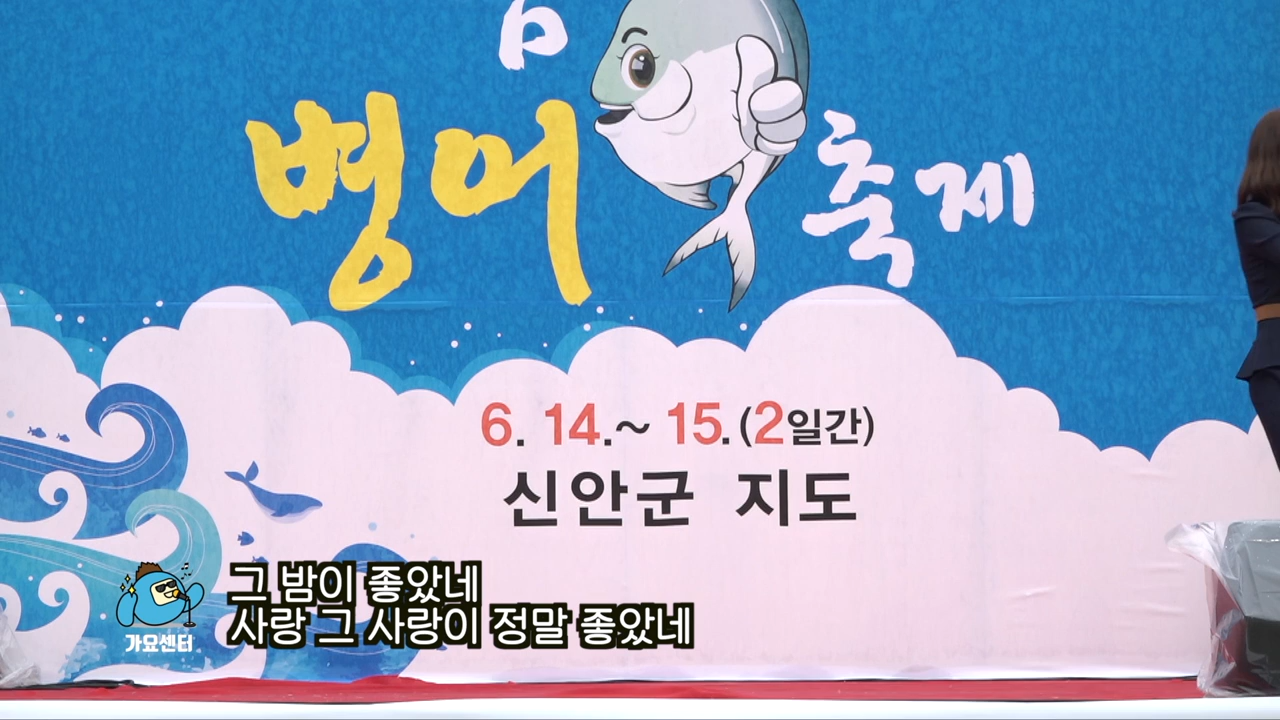 병어 축제
6. 14.~ 15.(2일간)
신안군 지도
그 밤이 좋았네
사랑 그 사랑이 정말 좋았네
가요센터